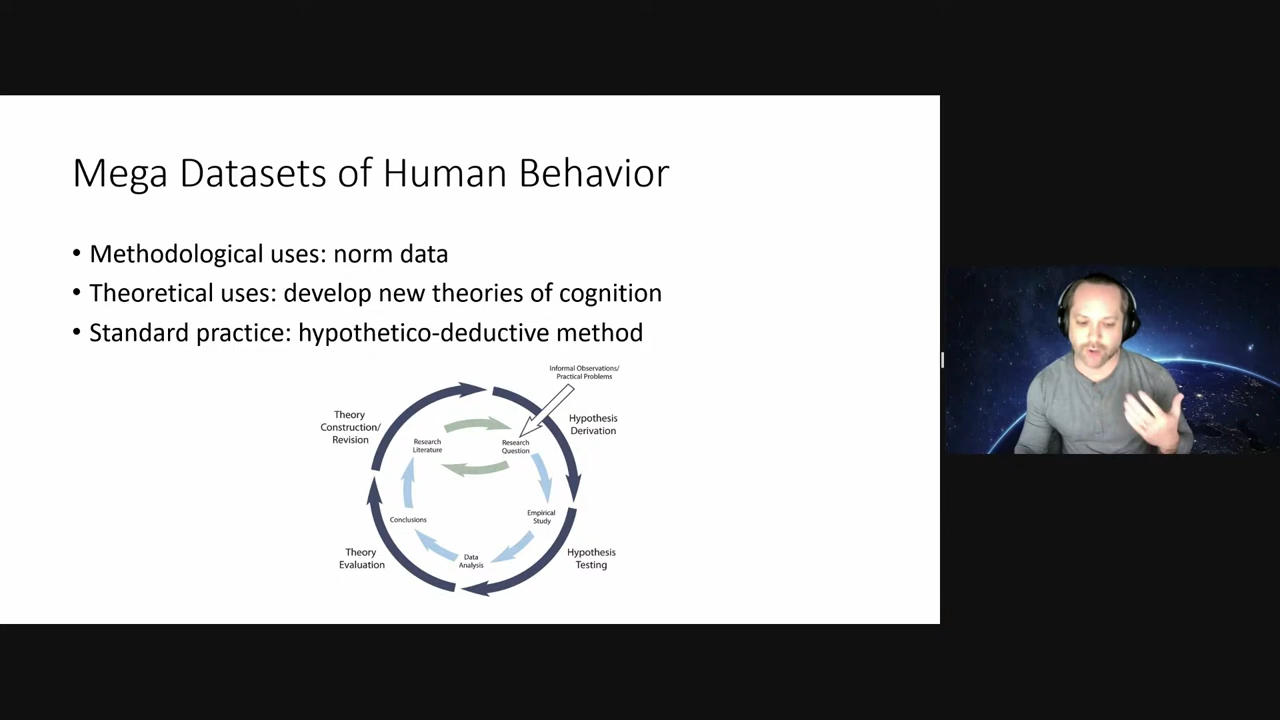 Mega Datasets of Human Behavior
• Methodological uses: norm data
• Theoretical uses: develop new theories of cognition
• Standard practice: hypothetico-deductive method
Informal Observations/
Practical Problems
Theory
Construction/
Revision
Hypothesis
Derivation
Research
Literature
Research
Question
Conclusions
Empirical
Study
Data
Analysis
Theory
Evaluation
Hypothesis
Testing